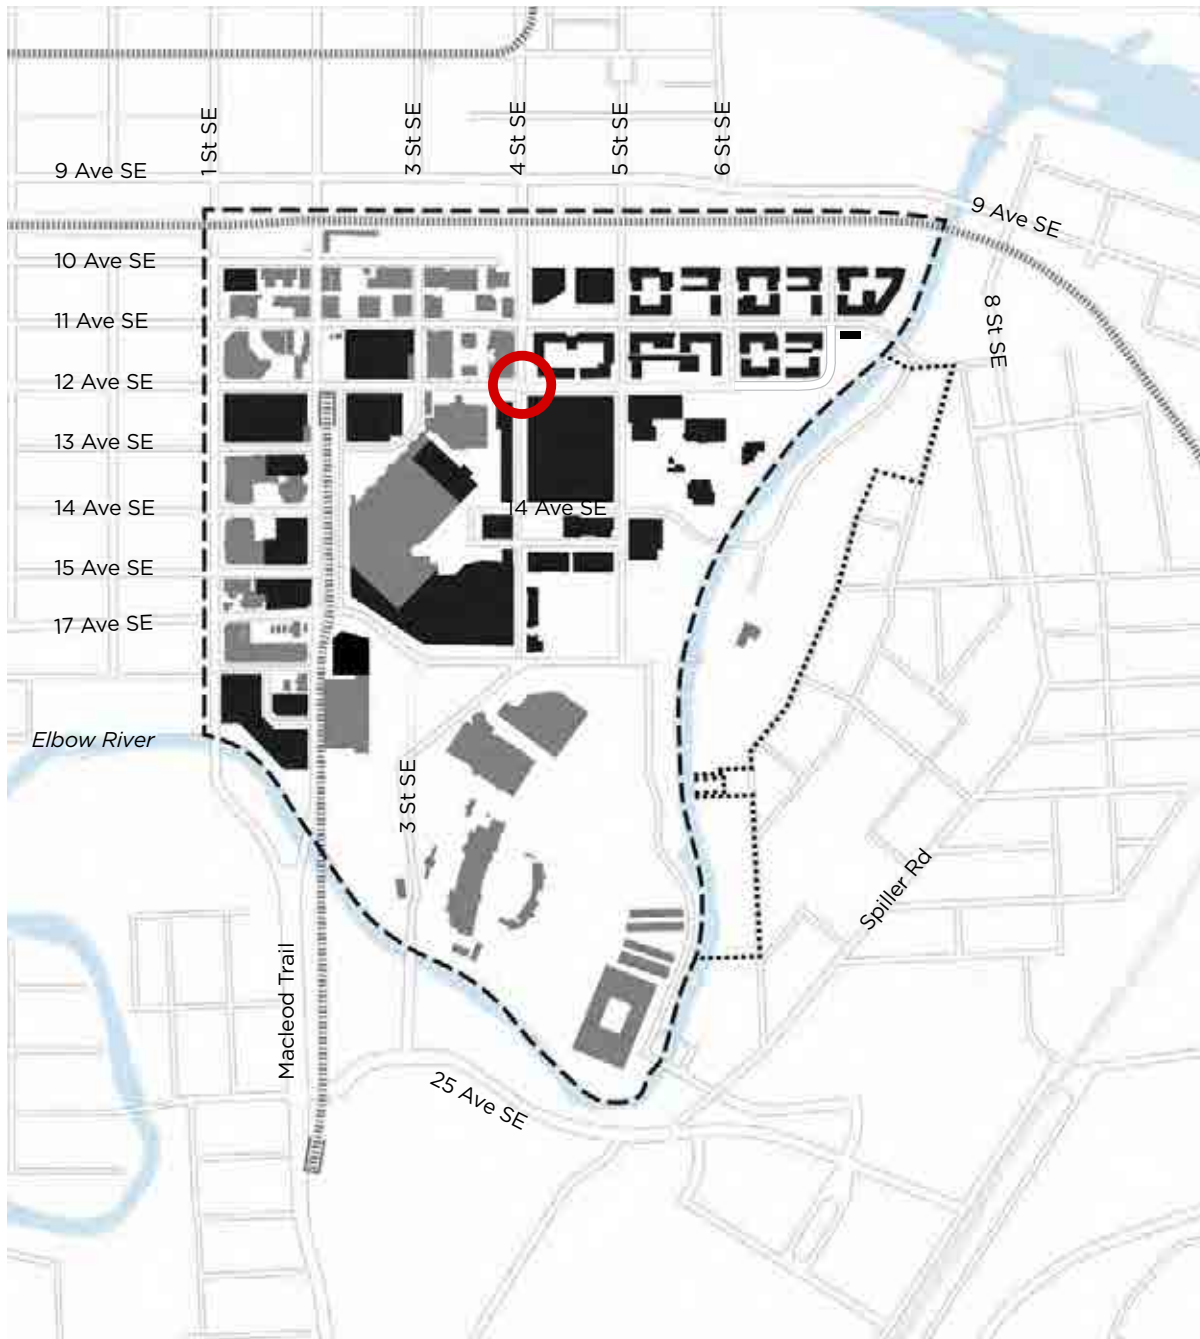 1 St SE
3 St SE
4 St SE
5 St SE
6 St SE
9 Ave SE
9 Ave SE
10 Ave SE
11 Ave SE
8 St SE
12 Ave SE
13 Ave SE
14 Ave SE
14 Ave SE
15 Ave SE
17 Ave SE
Elbow River
3 St SE
Spiller Rd
Macleod Trail
25 Ave SE